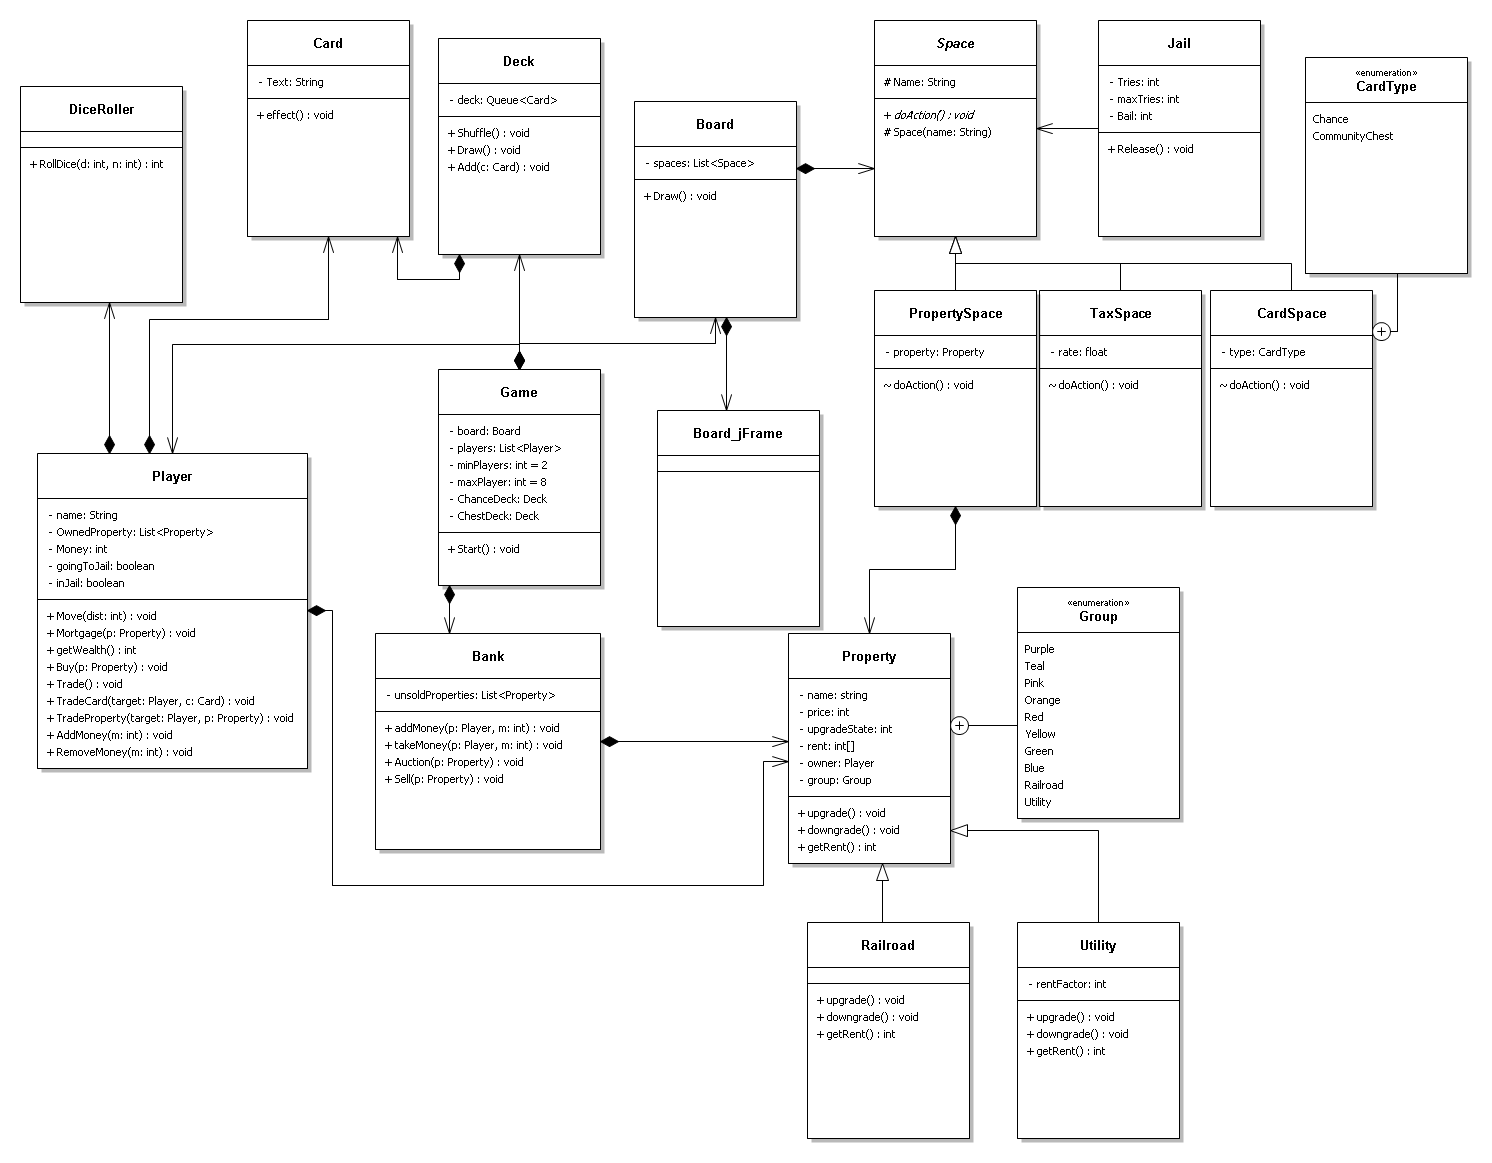 Card
- Text: String
+ effect() : void
Deck
- deck: Queue<Card>
+ Shuffle() : void
+ Draw() : void
+ Add(c: Card) : void
Space
# Name: String
+ doAction() : void
# Space(name: String)
Jail
- Tries: int
- maxTries: int
- Bail: int
+ Release() : void
«enumeration»
CardType
Chance
CommunityChest
DiceRoller
+ RollDice(d: int, n: int) : int
Board
- spaces: List<Space>
+ Draw() : void
PropertySpace
- property: Property
~ doAction() : void
TaxSpace
- rate: float
~ doAction() : void
CardSpace
- type: CardType
~ doAction() : void
Game
- board: Board
- players: List<Player>
- minPlayers: int = 2
- maxPlayer: int = 8
- ChanceDeck: Deck
- ChestDeck: Deck
+ Start() : void
Board_jFrame
Player
- name: String
- OwnedProperty: List<Property>
- Money: int
- goingToJail: boolean
- inJail: boolean
+ Move(dist: int) : void
+ Mortgage(p: Property) : void
+ getWealth() : int
+ Buy(p: Property) : void
+ Trade() : void
+ TradeCard(target: Player, c: Card) : void
+ TradeProperty(target: Player, p: Property) : void
+ AddMoney(m: int) : void
+ RemoveMoney(m: int) : void
Bank
- unsoldProperties: List<Property>
+ addMoney(p: Player, m: int) : void
+ takeMoney(p: Player, m: int) : void
+ Auction(p: Property) : void
+ Sell(p: Property) : void
Property
- name: string
- price: int
- upgradeState: int
- rent: int[]
- owner: Player
- group: Group
+ upgrade() : void
+ downgrade() : void
+ getRent() : int
«enumeration»
Group
Purple
Teal
Pink
Orange
Red
Yellow
Green
Blue
Railroad
Utility
Railroad
+ upgrade() : void
+ downgrade() : void
+ getRent() : int
Utility
- rentFactor: int
+ upgrade() : void
+ downgrade() : void
+ getRent() : int